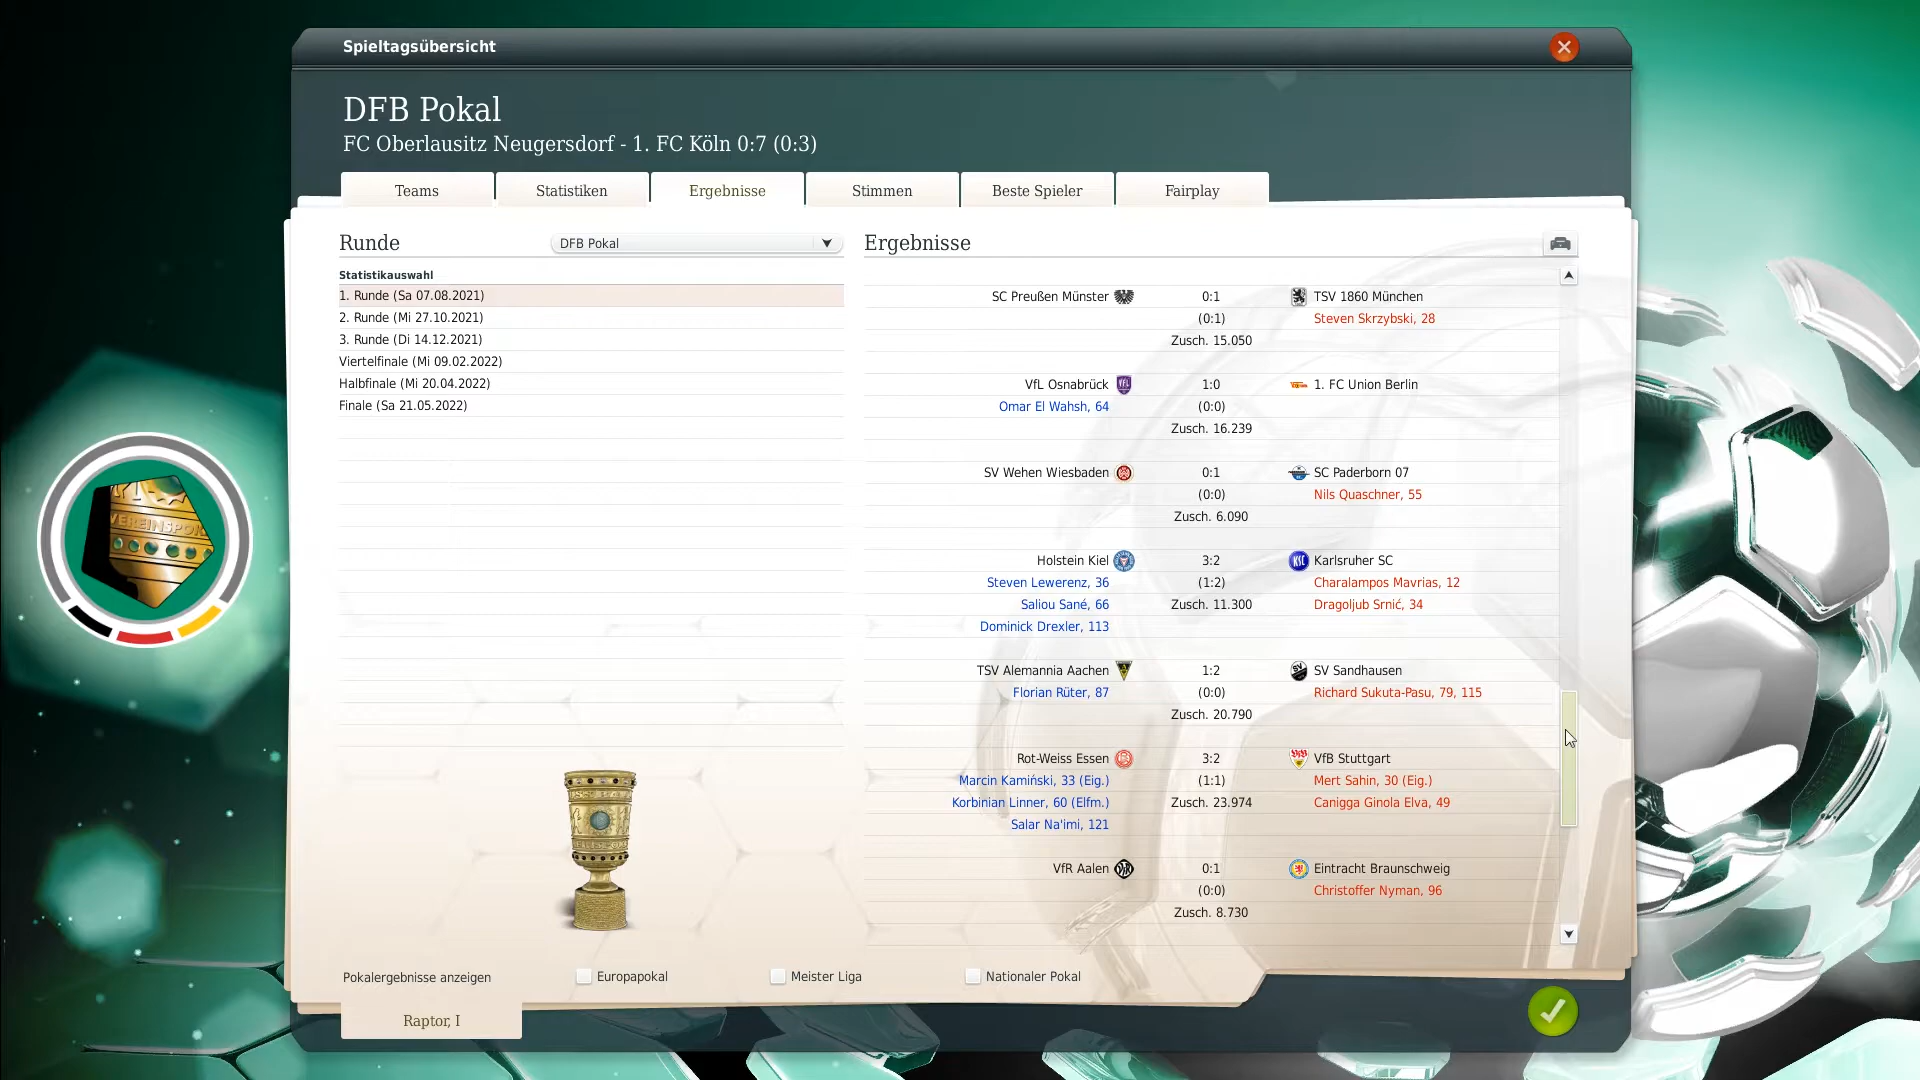 Spieltagsübersicht
DFB Pokal
FC Oberlausitz Neugersdorf - 1. FC Köln 0:7 (0:3)
Teams
Statistiken
Ergebnisse
Stimmen
Beste Spieler
Fairplay
Runde
DFB Pokal
Statistikauswahl
1. Runde (Sa 07.08.2021)
2. Runde (Mi 27.10.2021)
3. Runde (Di 14.12.2021)
Viertelfinale (Mi 09.02.2022)
Halbfinale (Mi 20.04.2022)
Finale (Sa 21.05.2022)
Ergebnisse
SC Preußen Münster 0:1 TSV 1860 München
(0:1) Steven Skrzybski, 28
Zusch. 15.050
VfL Osnabrück 1:0 1. FC Union Berlin
Omar El Wahsh, 64 (0:0)
Zusch. 16.239
SV Wehen Wiesbaden 0:1 SC Paderborn 07
(0:0) Nils Quaschner, 55
Zusch. 6.090
Holstein Kiel 3:2 Karlsruher SC
Steven Lewerenz, 36 (1:2) Charalampos Mavrias, 12
Saliou Sané, 66 Zusch. 11.300 Dragoljub Srnić, 34
Dominick Drexler, 113
TSV Alemannia Aachen 1:2 SV Sandhausen
Florian Rüter, 87 (0:0) Richard Sukuta-Pasu, 79, 115
Zusch. 20.790
Rot-Weiss Essen 3:2 VfB Stuttgart
Marcin Kamiński, 33 (Eig.) (1:1) Mert Sahin, 30 (Eig.)
Korbinian Linner, 60 (Elfm.) Zusch. 23.974 Canigga Ginola Elva, 49
Salar Na'imi, 121
VfR Aalen 0:1 Eintracht Braunschweig
(0:0) Christoffer Nyman, 96
Zusch. 8.730
Pokalergebnisse anzeigen
Europapokal
Meister Liga
Nationaler Pokal
Raptor, I